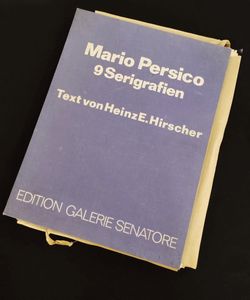 Mario Persico
9 Serigrafien
Text von Heinz E. Hirscher
EDITION GALERIE SENATORE